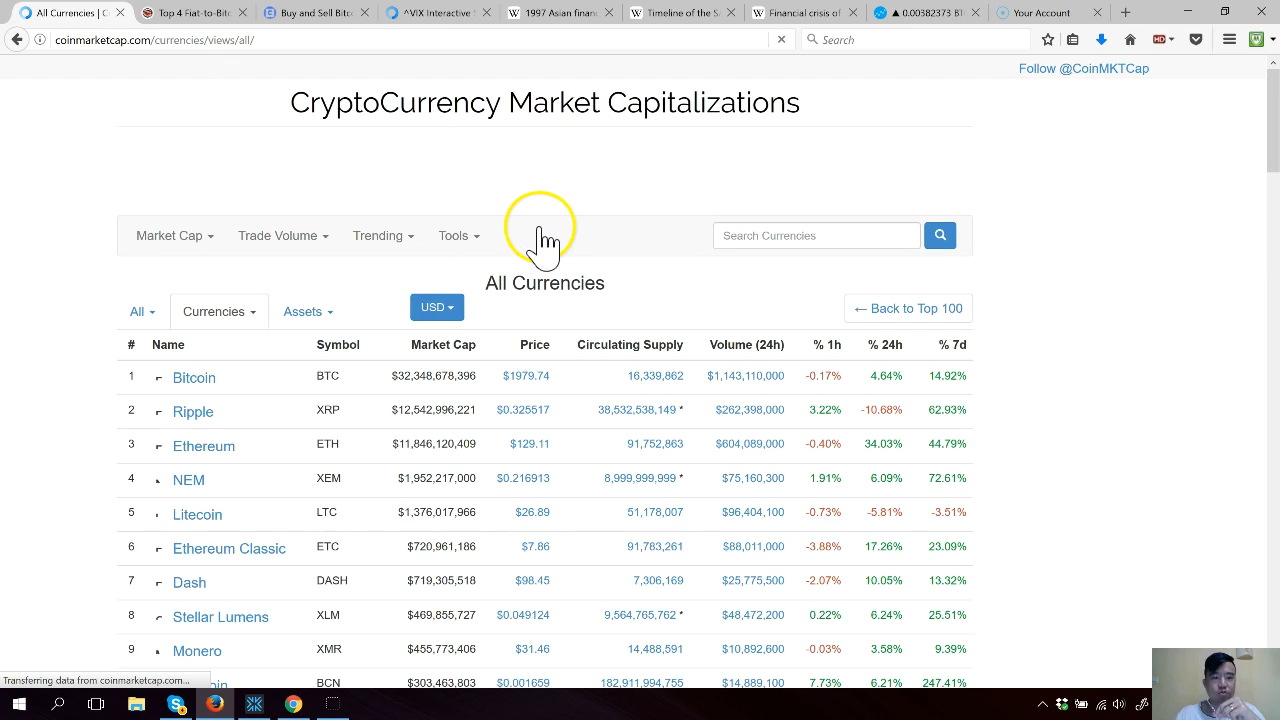 Bin and Sys
^VIX Interact
1997 Asian
Timeline of the
Financial crisis of
▲ 0.00382373 B1
Your Account
coinmarketcap.com/currencies/views/all/
Search
Follow @CoinMKTCap
CryptoCurrency Market Capitalizations
Market Cap Trade Volume Trending Tools Search Currencies
All Currencies
All Currencies Assets USD ← Back to Top 100
# Name Symbol Market Cap Price Circulating Supply Volume (24h) % 1h % 24h % 7d
1 Bitcoin BTC $32,348,678,396 $1979.74 16,339,862 $1,143,110,000 -0.17% 4.64% 14.92%
2 Ripple XRP $12,542,996,221 $0.325517 38,532,538,149 * $262,398,000 3.22% -10.68% 62.93%
3 Ethereum ETH $11,846,120,409 $129.11 91,752,863 $604,089,000 -0.40% 34.03% 44.79%
4 NEM XEM $1,952,217,000 $0.216913 8,999,999,999 * $75,160,300 1.91% 6.09% 72.61%
5 Litecoin LTC $1,376,017,966 $26.89 51,178,007 $96,404,100 -0.73% -5.81% -3.51%
6 Ethereum Classic ETC $720,961,186 $7.86 91,783,261 $88,011,000 -3.88% 17.26% 23.09%
7 Dash DASH $719,305,518 $98.45 7,306,169 $25,775,500 -2.07% 10.05% 13.32%
8 Stellar Lumens XLM $469,855,727 $0.049124 9,564,765,762 * $48,472,200 0.22% 6.24% 25.51%
9 Monero XMR $455,773,406 $31.46 14,488,591 $10,892,600 -0.03% 3.58% 9.39%
BCN $303,463,803 $0.001659 182,911,994,755 $14,889,100 7.73% 6.21% 247.41%
Transferring data from coinmarketcap.com...